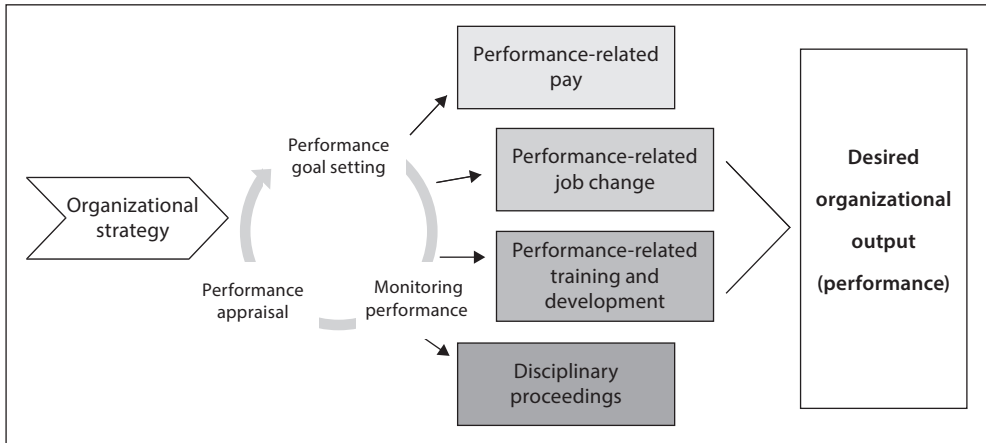 Organizational
strategy
Performance
goal setting
Monitoring
performance
Performance
appraisal
Performance-related
pay
Performance-related
job change
Performance-related
training and
development
Disciplinary
proceedings
Desired
organizational
output
(performance)